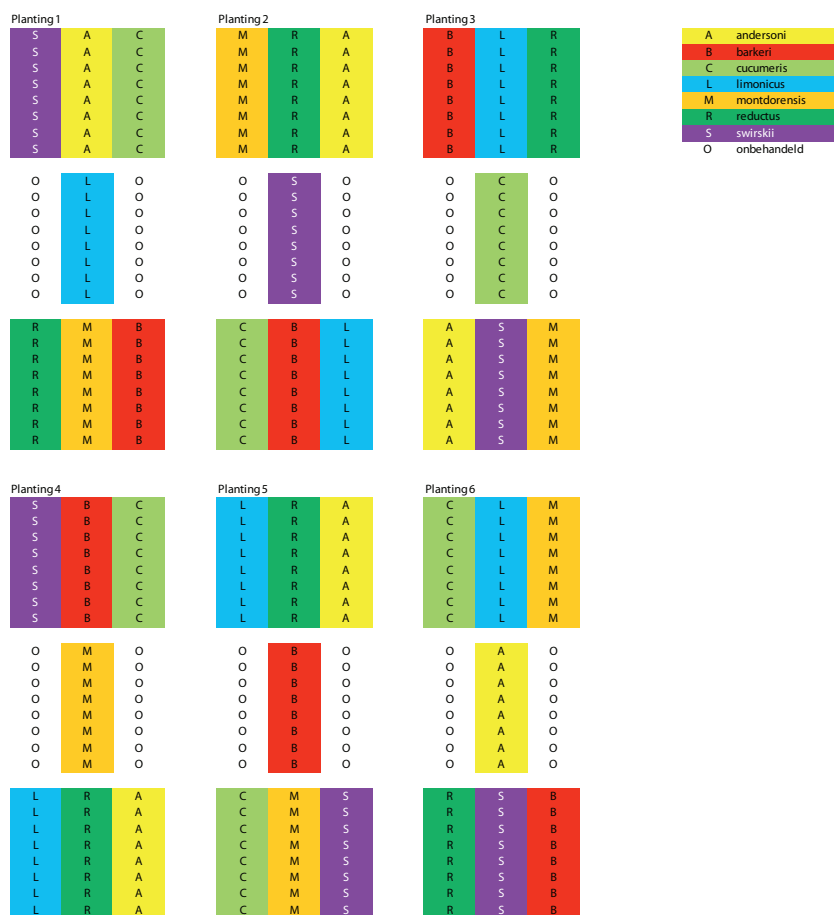 Planting 1 Planting 2 Planting 3
S A C M R A B L R A andersoni
S A C M R A B L R B barkeri
S A C M R A B L R C cucumeris
S A C M R A B L R L limonicus
S A C M R A B L R M montdorensis
S A C M R A B L R R reductus
S A C M R A B L R S swirskii
S A C M R A B L R O onbehandeld
O L O O S O O C O
O L O O S O O C O
O L O O S O O C O
O L O O S O O C O
O L O O S O O C O
O L O O S O O C O
O L O O S O O C O
O L O O S O O C O
R M B C B L A S M
R M B C B L A S M
R M B C B L A S M
R M B C B L A S M
R M B C B L A S M
R M B C B L A S M
R M B C B L A S M
R M B C B L A S M
Planting 4 Planting 5 Planting 6
S B C L R A C L M
S B C L R A C L M
S B C L R A C L M
S B C L R A C L M
S B C L R A C L M
S B C L R A C L M
S B C L R A C L M
S B C L R A C L M
O M O O B O O A O
O M O O B O O A O
O M O O B O O A O
O M O O B O O A O
O M O O B O O A O
O M O O B O O A O
O M O O B O O A O
O M O O B O O A O
L R A C M S R S B
L R A C M S R S B
L R A C M S R S B
L R A C M S R S B
L R A C M S R S B
L R A C M S R S B
L R A C M S R S B
L R A C M S R S B